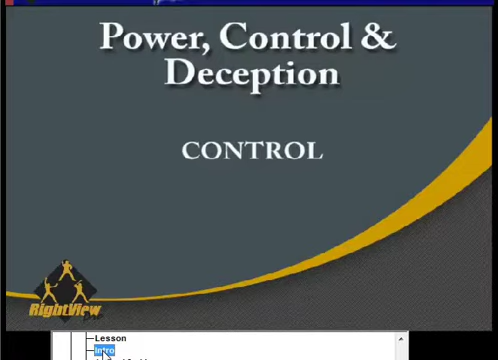 Power, Control &
Deception
CONTROL
RightView
Lesson
Intro